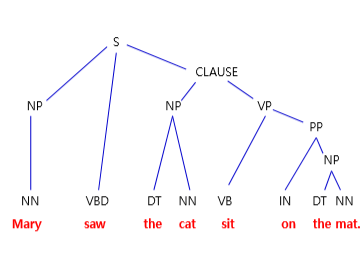 S
CLAUSE
NP NP VP
PP
NP
NN VBD DT NN VB IN DT NN
Mary saw the cat sit on the mat.